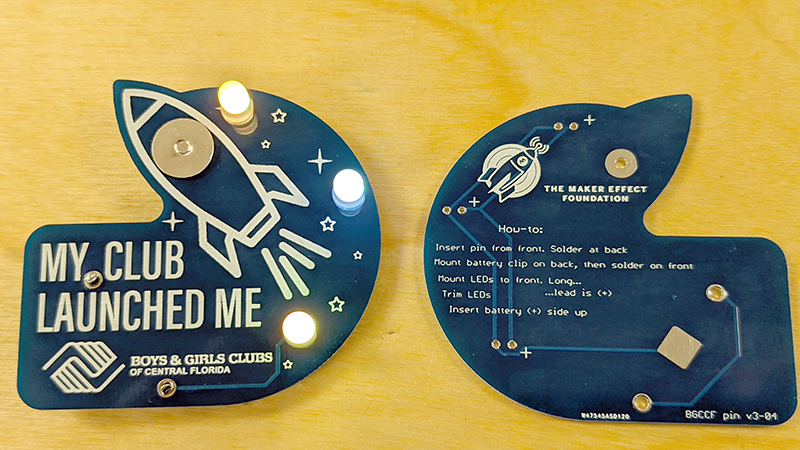 MY CLUB
LAUNCHED ME
BOYS & GIRLS CLUBS
OF CENTRAL FLORIDA
THE MAKER EFFECT
FOUNDATION
How-to:
Insert pin from front. Solder at back
Mount battery clip on back, then solder on front
Mount LEDs to front. Long...
Trim LEDs ...lead is (+)
Insert battery (+) side up
BGCCF pin v3-04